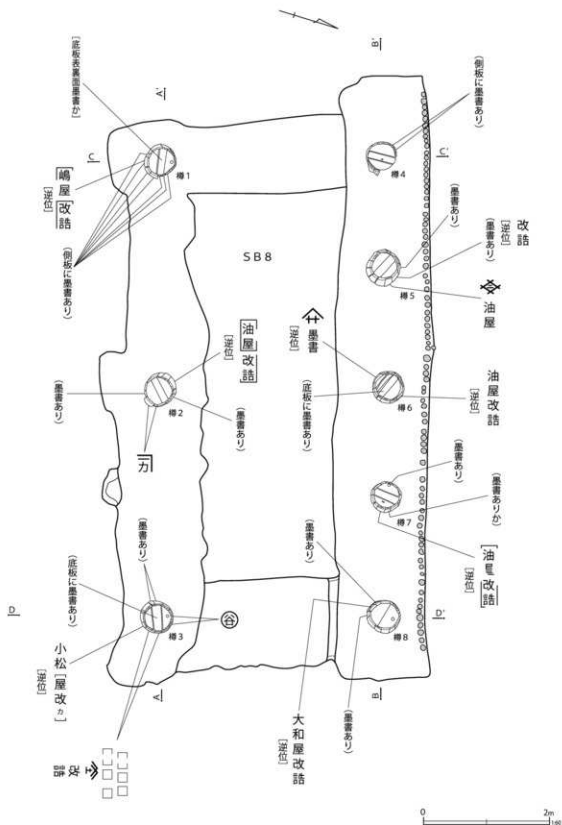 B'
A'
〔底板表裏面墨書か〕
(側板に墨書あり)
C
C'
樽1
樽4
〔嶋屋〔改詰〕
[逆位]
(側板に墨書あり)
SB8
(墨書あり)
改詰
[逆位]
(墨書あり)
樽5
油屋
墨書
[逆位]
〔油屋〕改詰
[逆位]
(底板に墨書あり)
樽6
油屋改詰
[逆位]
(墨書あり)
樽2
(墨書あり)
カ
(墨書あり)
樽7
(墨書ありか)
[逆位]
(墨書あり)
(墨書あり)
(底板に墨書あり)
D
D'
樽3
谷
樽8
小松〔屋改ヵ〕
[逆位]
A
B
大和屋改詰
[逆位]
(墨書あり)
改詰
0
2m
1:60